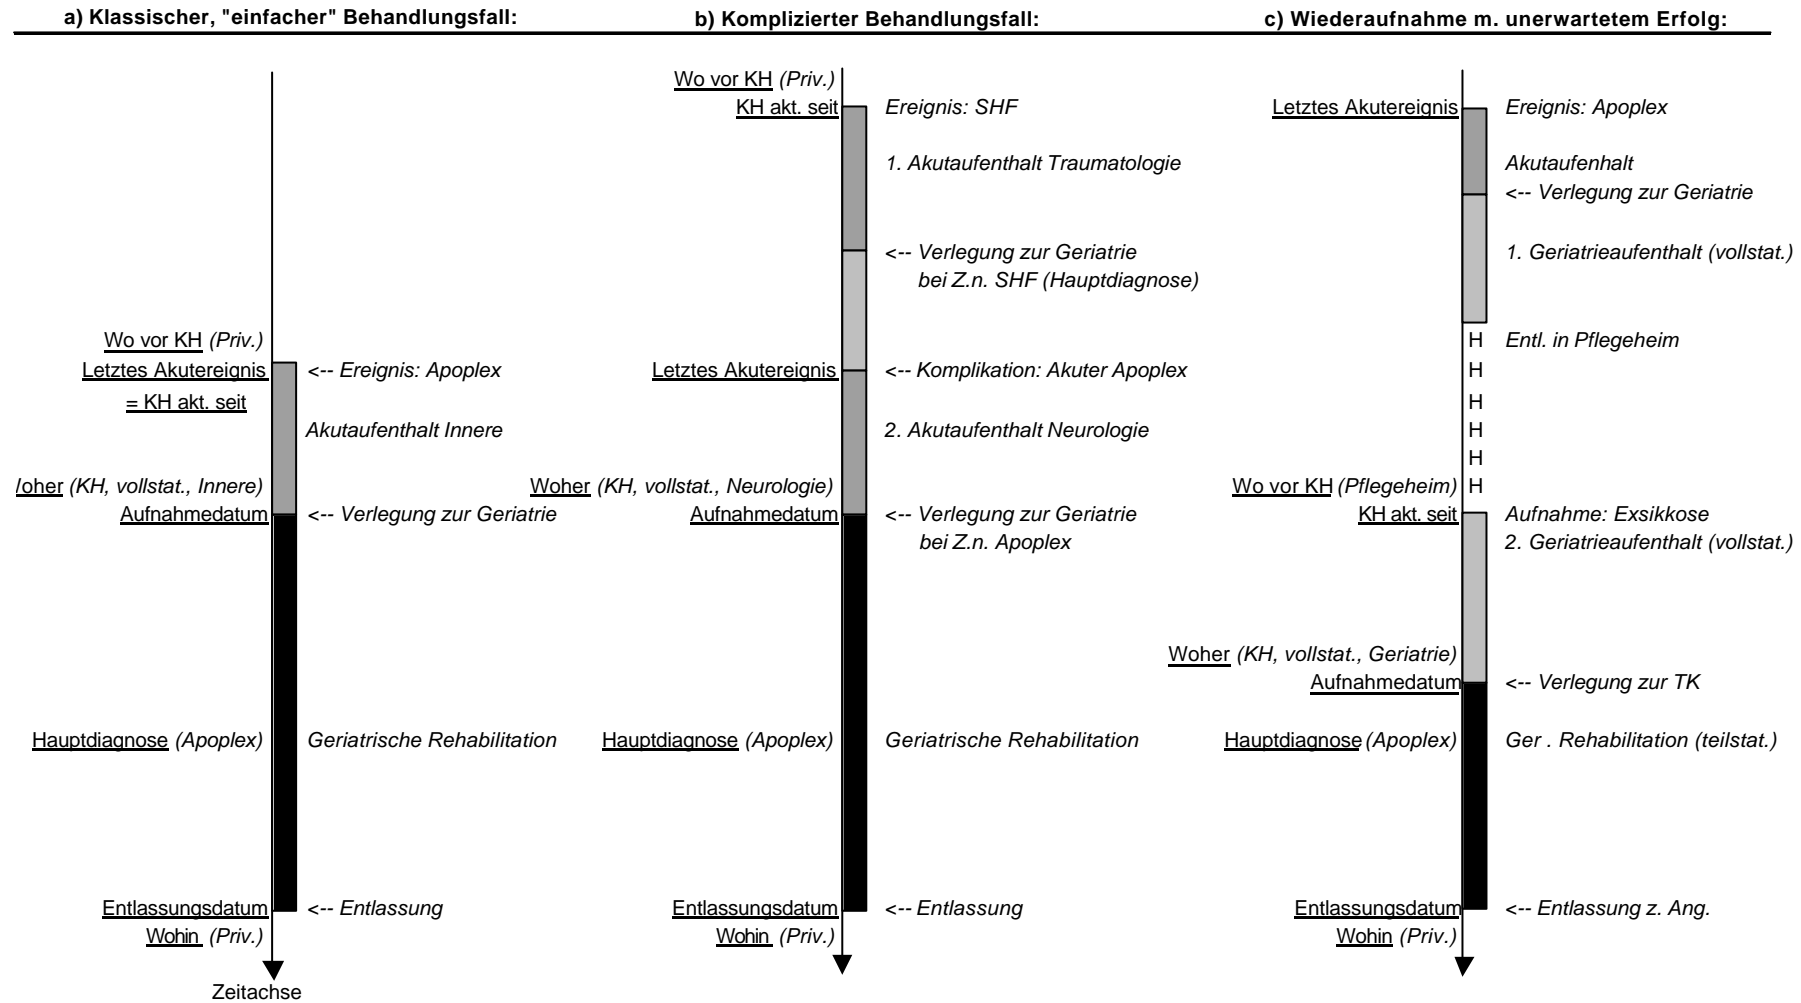 a) Klassischer, "einfacher" Behandlungsfall:
Wo vor KH (Priv.)
Letztes Akutereignis
<-- Ereignis: Apoplex
= KH akt. seit
Akutaufenthalt Innere
/oher (KH, vollstat., Innere)
Aufnahmedatum
<-- Verlegung zur Geriatrie
Hauptdiagnose (Apoplex)
Geriatrische Rehabilitation
Entlassungsdatum
<-- Entlassung
Wohin (Priv.)
Zeitachse
b) Komplizierter Behandlungsfall:
Wo vor KH (Priv.)
KH akt. seit
Ereignis: SHF
1. Akutaufenthalt Traumatologie
<-- Verlegung zur Geriatrie
bei Z.n. SHF (Hauptdiagnose)
Letztes Akutereignis
<-- Komplikation: Akuter Apoplex
2. Akutaufenthalt Neurologie
Woher (KH, vollstat., Neurologie)
Aufnahmedatum
<-- Verlegung zur Geriatrie
bei Z.n. Apoplex
Hauptdiagnose (Apoplex)
Geriatrische Rehabilitation
Entlassungsdatum
<-- Entlassung
Wohin (Priv.)
c) Wiederaufnahme m. unerwartetem Erfolg:
Letztes Akutereignis
Ereignis: Apoplex
Akutaufenhalt
<-- Verlegung zur Geriatrie
1. Geriatrieaufenthalt (vollstat.)
H
Entl. in Pflegeheim
H
H
H
H
Wo vor KH (Pflegeheim)
H
KH akt. seit
Aufnahme: Exsikkose
2. Geriatrieaufenthalt (vollstat.)
Woher (KH, vollstat., Geriatrie)
Aufnahmedatum
<-- Verlegung zur TK
Hauptdiagnose (Apoplex)
Ger . Rehabilitation (teilstat.)
Entlassungsdatum
<-- Entlassung z. Ang.
Wohin (Priv.)